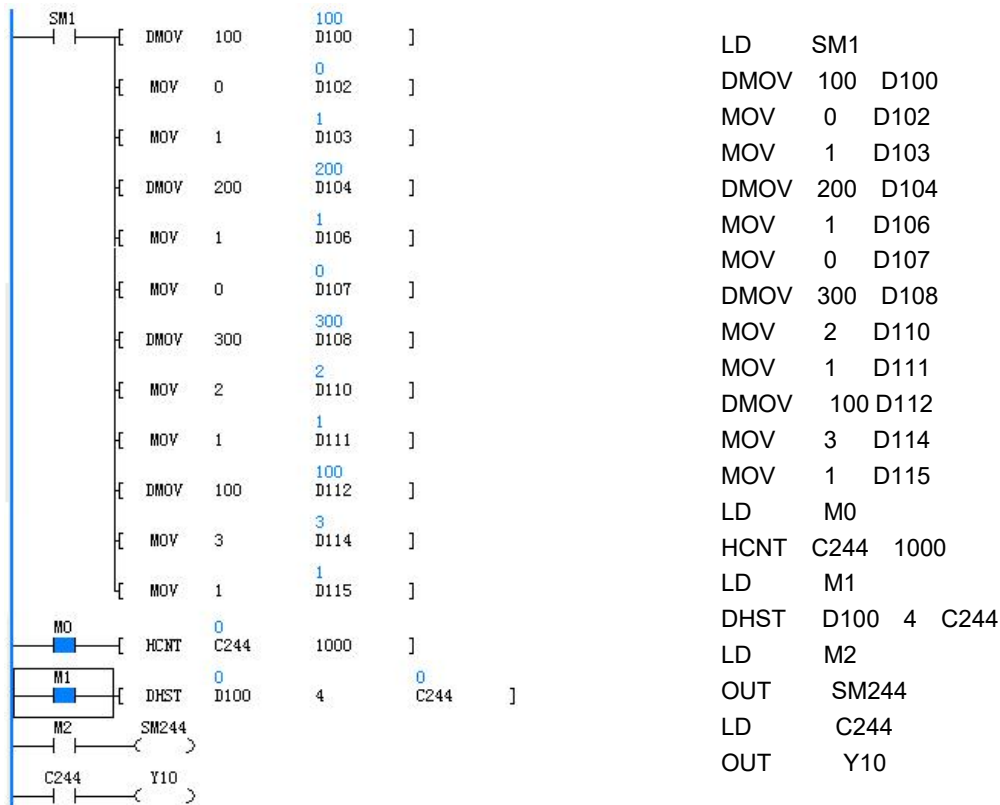 SM1
100
[ DMOV 100 D100 ]
0
[ MOV 0 D102 ]
1
[ MOV 1 D103 ]
200
[ DMOV 200 D104 ]
1
[ MOV 1 D106 ]
0
[ MOV 0 D107 ]
300
[ DMOV 300 D108 ]
2
[ MOV 2 D110 ]
1
[ MOV 1 D111 ]
100
[ DMOV 100 D112 ]
3
[ MOV 3 D114 ]
1
[ MOV 1 D115 ]
M0 0
[ HCNT C244 1000 ]
M1 0 0
[ DHST D100 4 C244 ]
M2 SM244
C244 Y10
LD SM1
DMOV 100 D100
MOV 0 D102
MOV 1 D103
DMOV 200 D104
MOV 1 D106
MOV 0 D107
DMOV 300 D108
MOV 2 D110
MOV 1 D111
DMOV 100 D112
MOV 3 D114
MOV 1 D115
LD M0
HCNT C244 1000
LD M1
DHST D100 4 C244
LD M2
OUT SM244
LD C244
OUT Y10